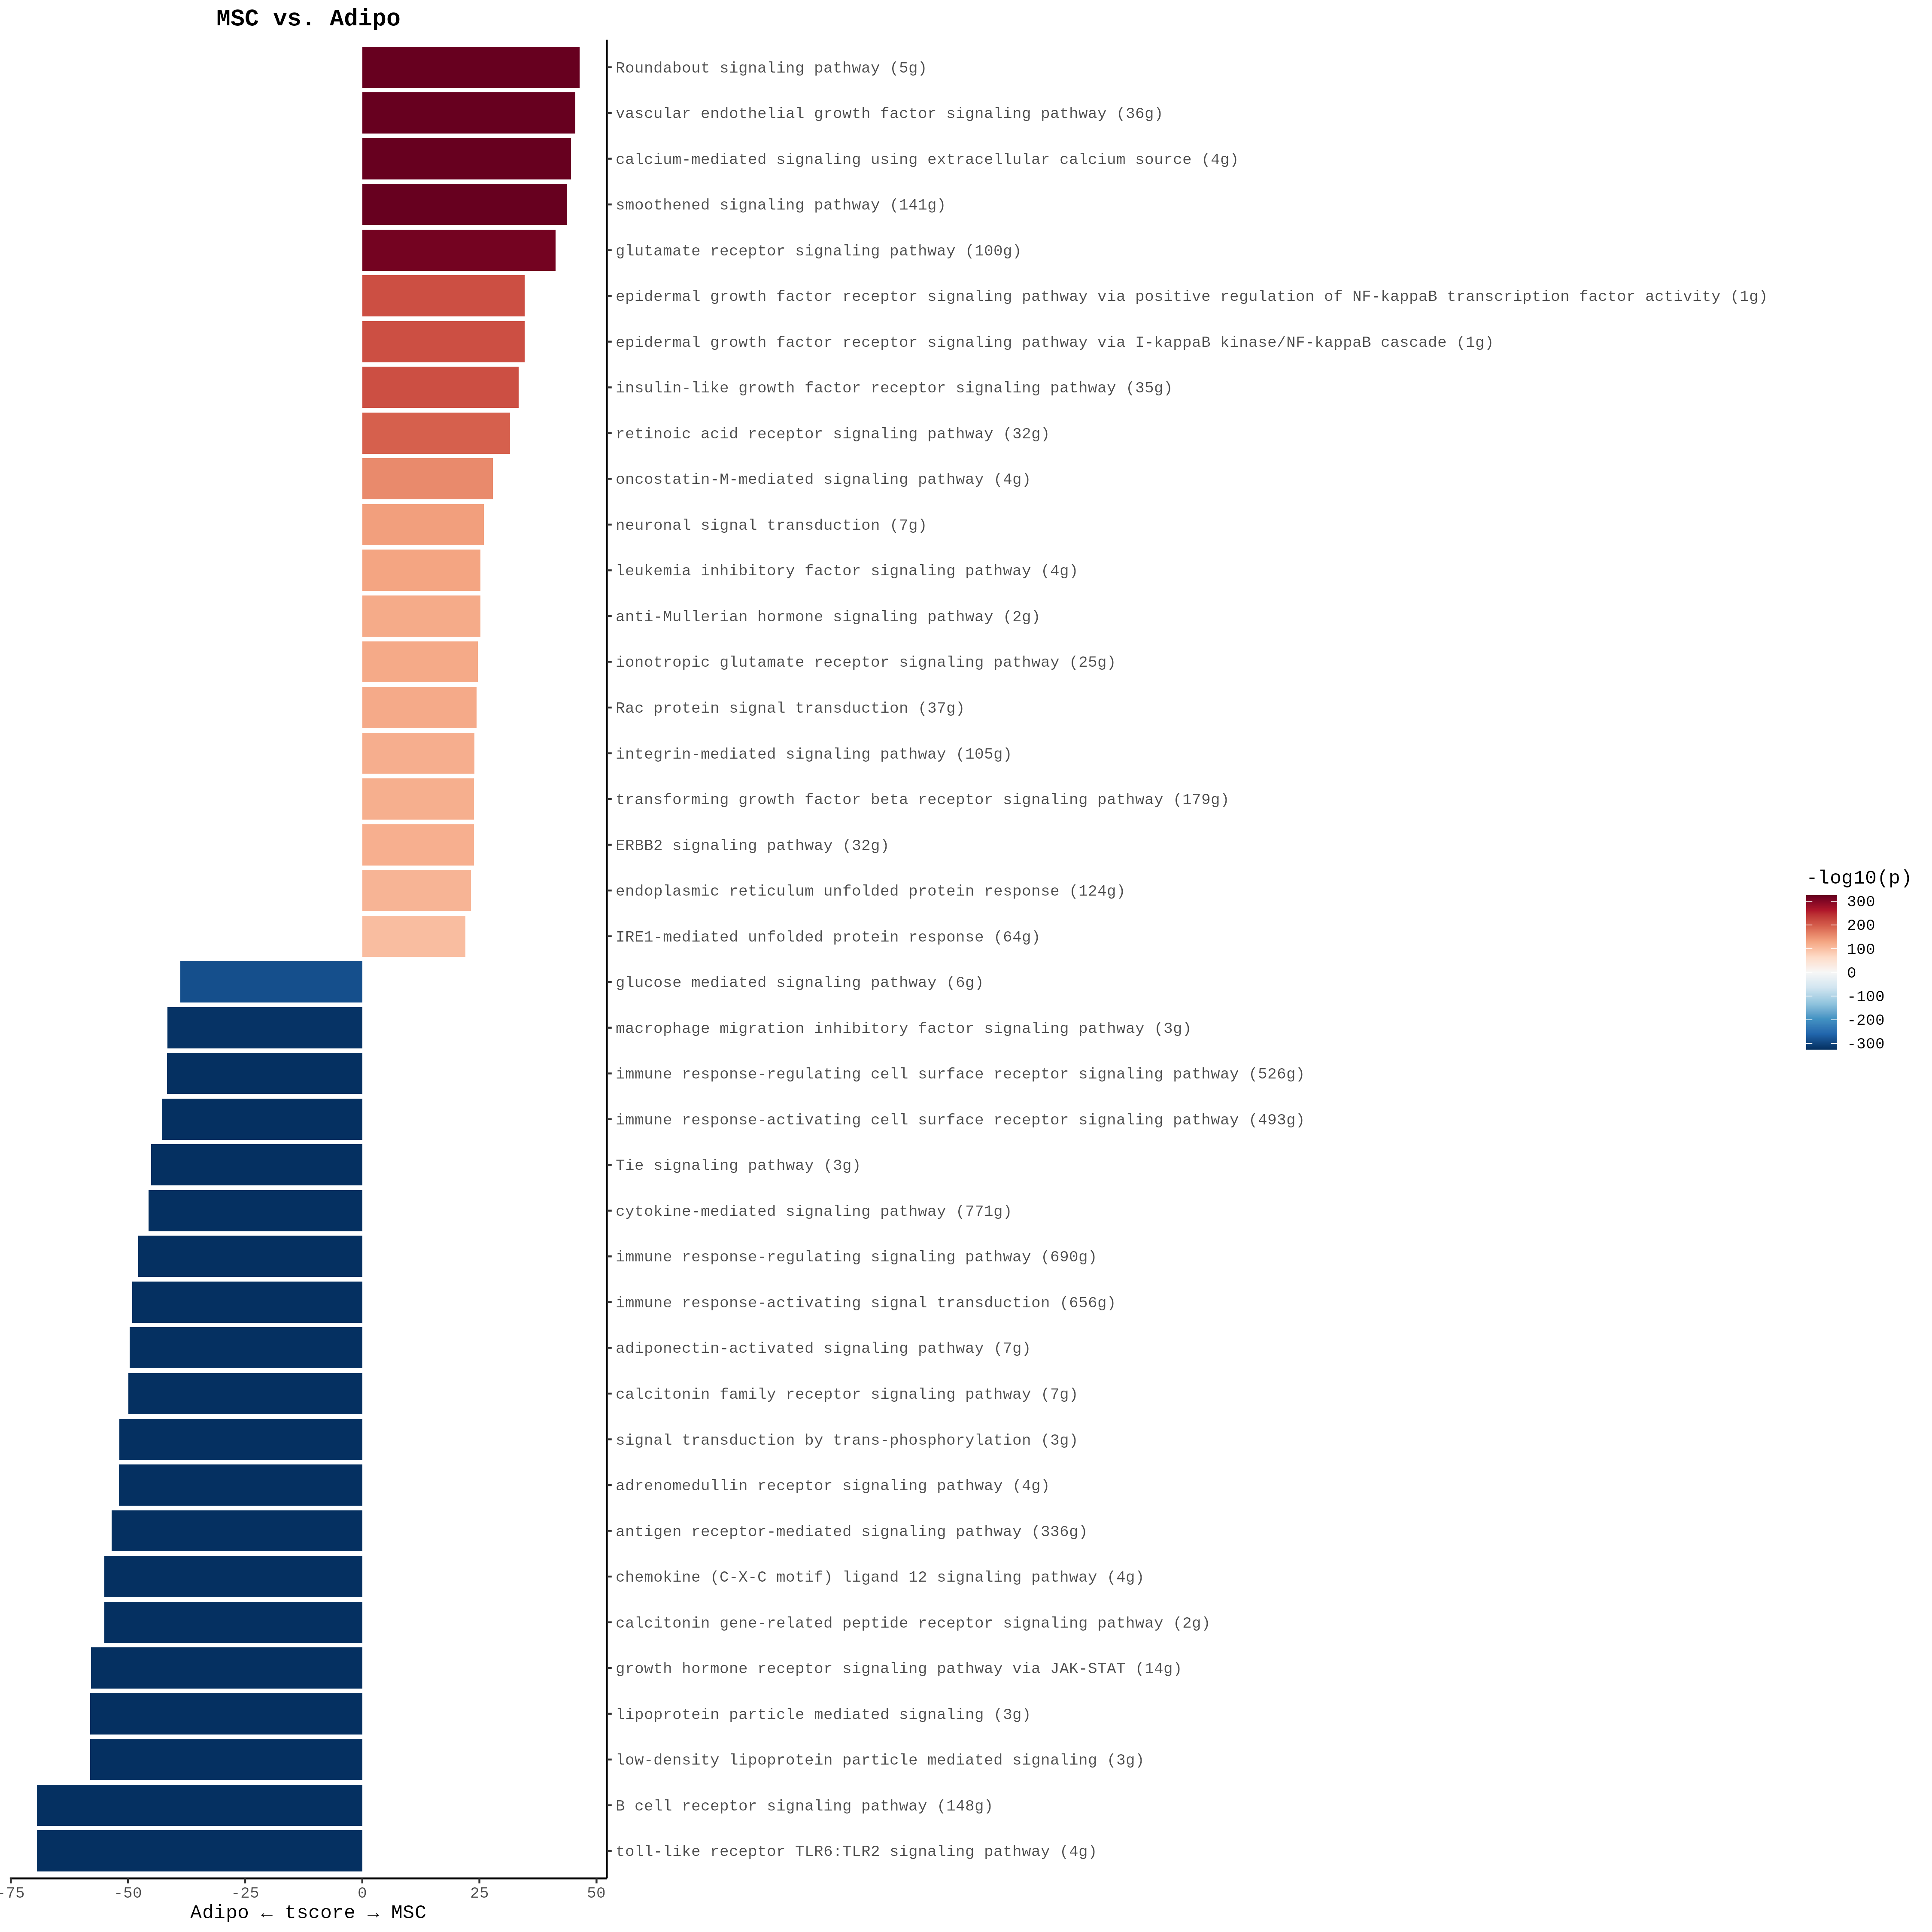 MSC vs. Adipo
Roundabout signaling pathway (5g)
vascular endothelial growth factor signaling pathway (36g)
calcium-mediated signaling using extracellular calcium source (4g)
smoothened signaling pathway (141g)
glutamate receptor signaling pathway (100g)
epidermal growth factor receptor signaling pathway via positive regulation of NF-kappaB transcription factor activity (1g)
epidermal growth factor receptor signaling pathway via I-kappaB kinase/NF-kappaB cascade (1g)
insulin-like growth factor receptor signaling pathway (35g)
retinoic acid receptor signaling pathway (32g)
oncostatin-M-mediated signaling pathway (4g)
neuronal signal transduction (7g)
leukemia inhibitory factor signaling pathway (4g)
anti-Mullerian hormone signaling pathway (2g)
ionotropic glutamate receptor signaling pathway (25g)
Rac protein signal transduction (37g)
integrin-mediated signaling pathway (105g)
transforming growth factor beta receptor signaling pathway (179g)
ERBB2 signaling pathway (32g)
endoplasmic reticulum unfolded protein response (124g)
IRE1-mediated unfolded protein response (64g)
glucose mediated signaling pathway (6g)
macrophage migration inhibitory factor signaling pathway (3g)
immune response-regulating cell surface receptor signaling pathway (526g)
immune response-activating cell surface receptor signaling pathway (493g)
Tie signaling pathway (3g)
cytokine-mediated signaling pathway (771g)
immune response-regulating signaling pathway (690g)
immune response-activating signal transduction (656g)
adiponectin-activated signaling pathway (7g)
calcitonin family receptor signaling pathway (7g)
signal transduction by trans-phosphorylation (3g)
adrenomedullin receptor signaling pathway (4g)
antigen receptor-mediated signaling pathway (336g)
chemokine (C-X-C motif) ligand 12 signaling pathway (4g)
calcitonin gene-related peptide receptor signaling pathway (2g)
growth hormone receptor signaling pathway via JAK-STAT (14g)
lipoprotein particle mediated signaling (3g)
low-density lipoprotein particle mediated signaling (3g)
B cell receptor signaling pathway (148g)
toll-like receptor TLR6:TLR2 signaling pathway (4g)
-75 -50 -25 0 25 50
Adipo ← tscore → MSC
-log10(p)
300
200
100
0
-100
-200
-300